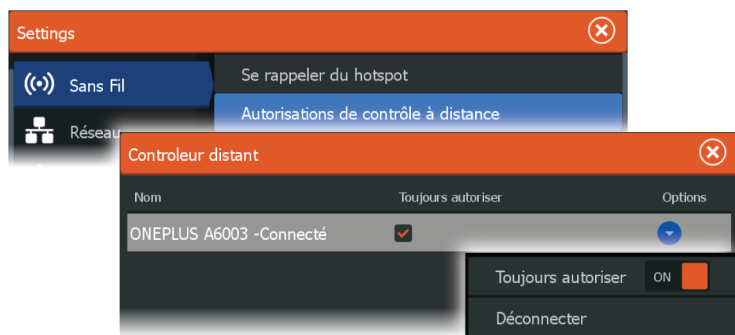 Settings
Sans Fil
Se rappeler du hotspot
Autorisations de contrôle à distance
Réseau
Controleur distant
Nom Toujours autoriser Options
ONEPLUS A6003 -Connecté
Toujours autoriser ON
Déconnecter